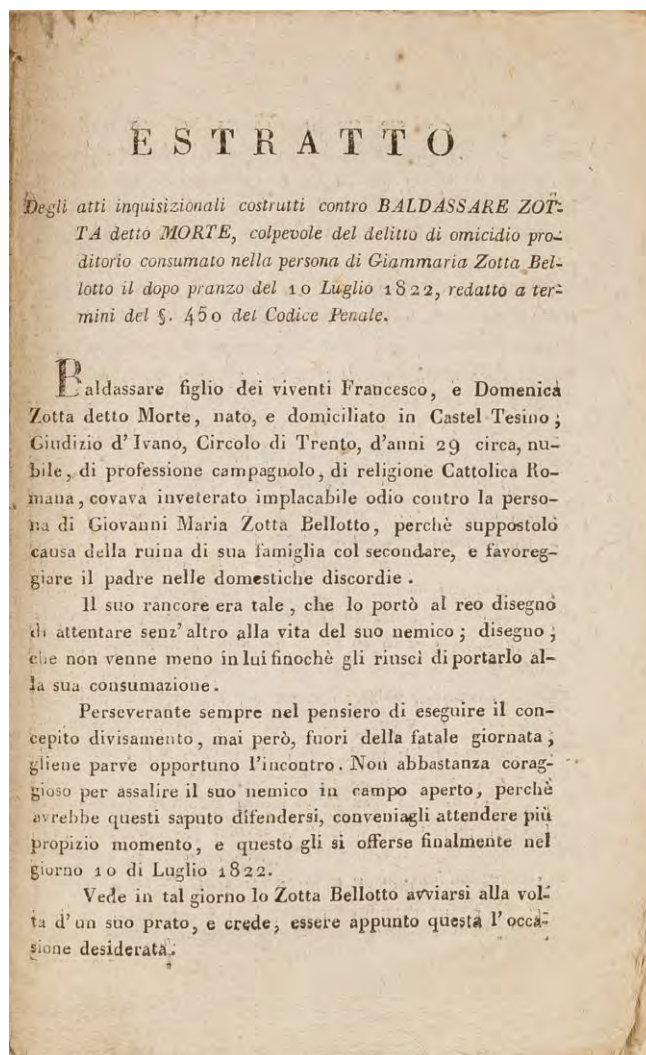 ESTRATTO
Degli atti inquisizionali costrutti contro BALDASSARE ZOT-
TA detto MORTE, colpevole del delitto di omicidio pro-
ditorio consumato nella persona di Giammaria Zotta Bel-
lotto il dopo pranzo del 10 Luglio 1822, redatto a ter-
mini del §. 450 del Codice Penale.
Baldassare figlio dei viventi Francesco, e Domenica
Zotta detto Morte, nato, e domiciliato in Castel Tesino;
Giudizio d'Ivano, Circolo di Trento, d'anni 29 circa, nu-
bile, di professione campagnolo, di religione Cattolica Ro-
mana, covava inveterato implacabile odio contro la perso-
na di Giovanni Maria Zotta Bellotto, perchè suppostolo
causa della ruina di sua famiglia col secondare, e favoreg-
giare il padre nelle domestiche discordie.
Il suo rancore era tale, che lo portò al reo disegno
di attentare senz'altro alla vita del suo nemico; disegno;
che non venne meno in lui finochè gli riuscì di portarlo al-
la sua consumazione.
Perseverante sempre nel pensiero di eseguire il con-
cepito divisamento, mai però, fuori della fatale giornata,
gliene parve opportuno l'incontro. Non abbastanza corag-
gioso per assalire il suo nemico in campo aperto, perchè
avrebbe questi saputo difendersi, conveniagli attendere più
propizio momento, e questo gli si offerse finalmente nel
giorno 10 di Luglio 1822.
Vede in tal giorno lo Zotta Bellotto avviarsi alla vol-
ta d'un suo prato, e crede, essere appunto questa l'occa-
sione desiderata.